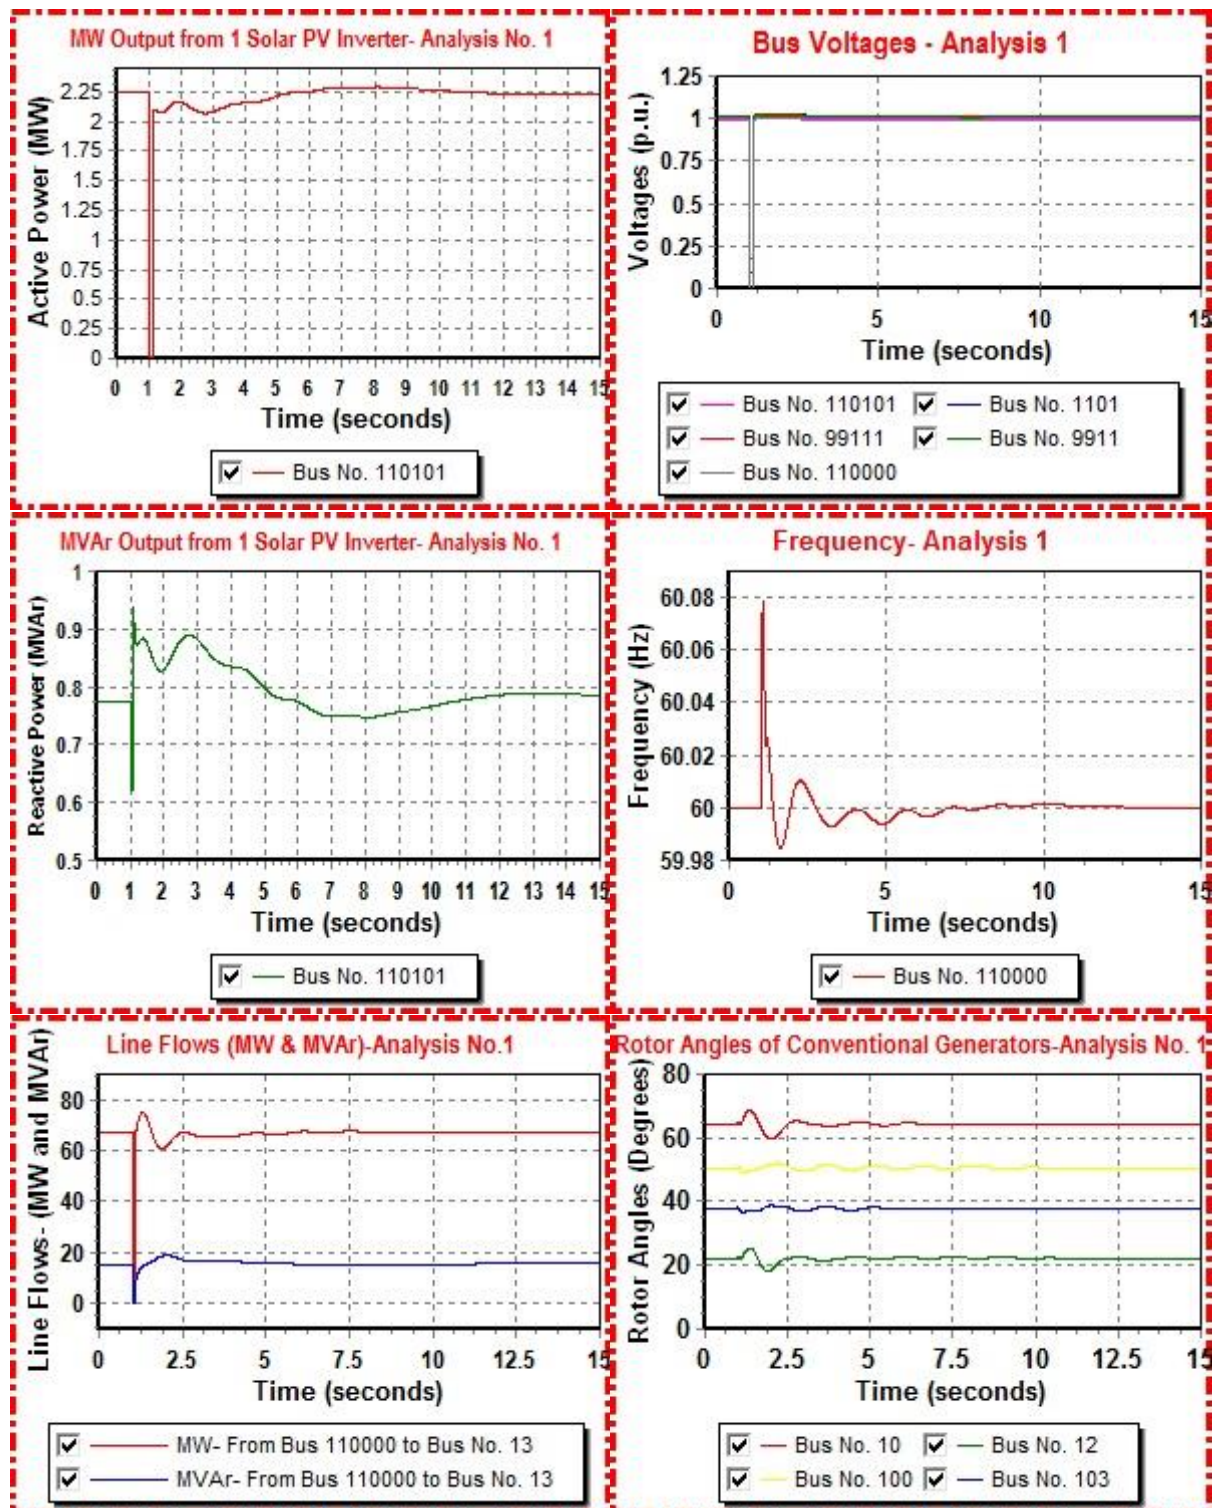 MW Output from 1 Solar PV Inverter- Analysis No. 1
Active Power (MW)
2.25
2
1.75
1.5
1.25
1
0.75
0.5
0.25
0
0 1 2 3 4 5 6 7 8 9 10 11 12 13 14 15
Time (seconds)
Bus No. 110101
Bus Voltages - Analysis 1
Voltages (p.u.)
1.25
1
0.75
0.5
0.25
0
0 5 10 15
Time (seconds)
Bus No. 110101 Bus No. 1101
Bus No. 99111 Bus No. 9911
Bus No. 110000
MVAr Output from 1 Solar PV Inverter- Analysis No. 1
Reactive Power (MVAr)
1
0.9
0.8
0.7
0.6
0.5
0 1 2 3 4 5 6 7 8 9 10 11 12 13 14 15
Time (seconds)
Bus No. 110101
Frequency- Analysis 1
Frequency (Hz)
60.08
60.06
60.04
60.02
60
59.98
0 5 10 15
Time (seconds)
Bus No. 110000
Line Flows (MW & MVAr)-Analysis No.1
Line Flows- (MW and MVAr)
80
60
40
20
0
0 2.5 5 7.5 10 12.5 15
Time (seconds)
MW- From Bus 110000 to Bus No. 13
MVAr- From Bus 110000 to Bus No. 13
Rotor Angles of Conventional Generators-Analysis No. 1
Rotor Angles (Degrees)
80
60
40
20
0
0 2.5 5 7.5 10 12.5 15
Time (seconds)
Bus No. 10 Bus No. 12
Bus No. 100 Bus No. 103